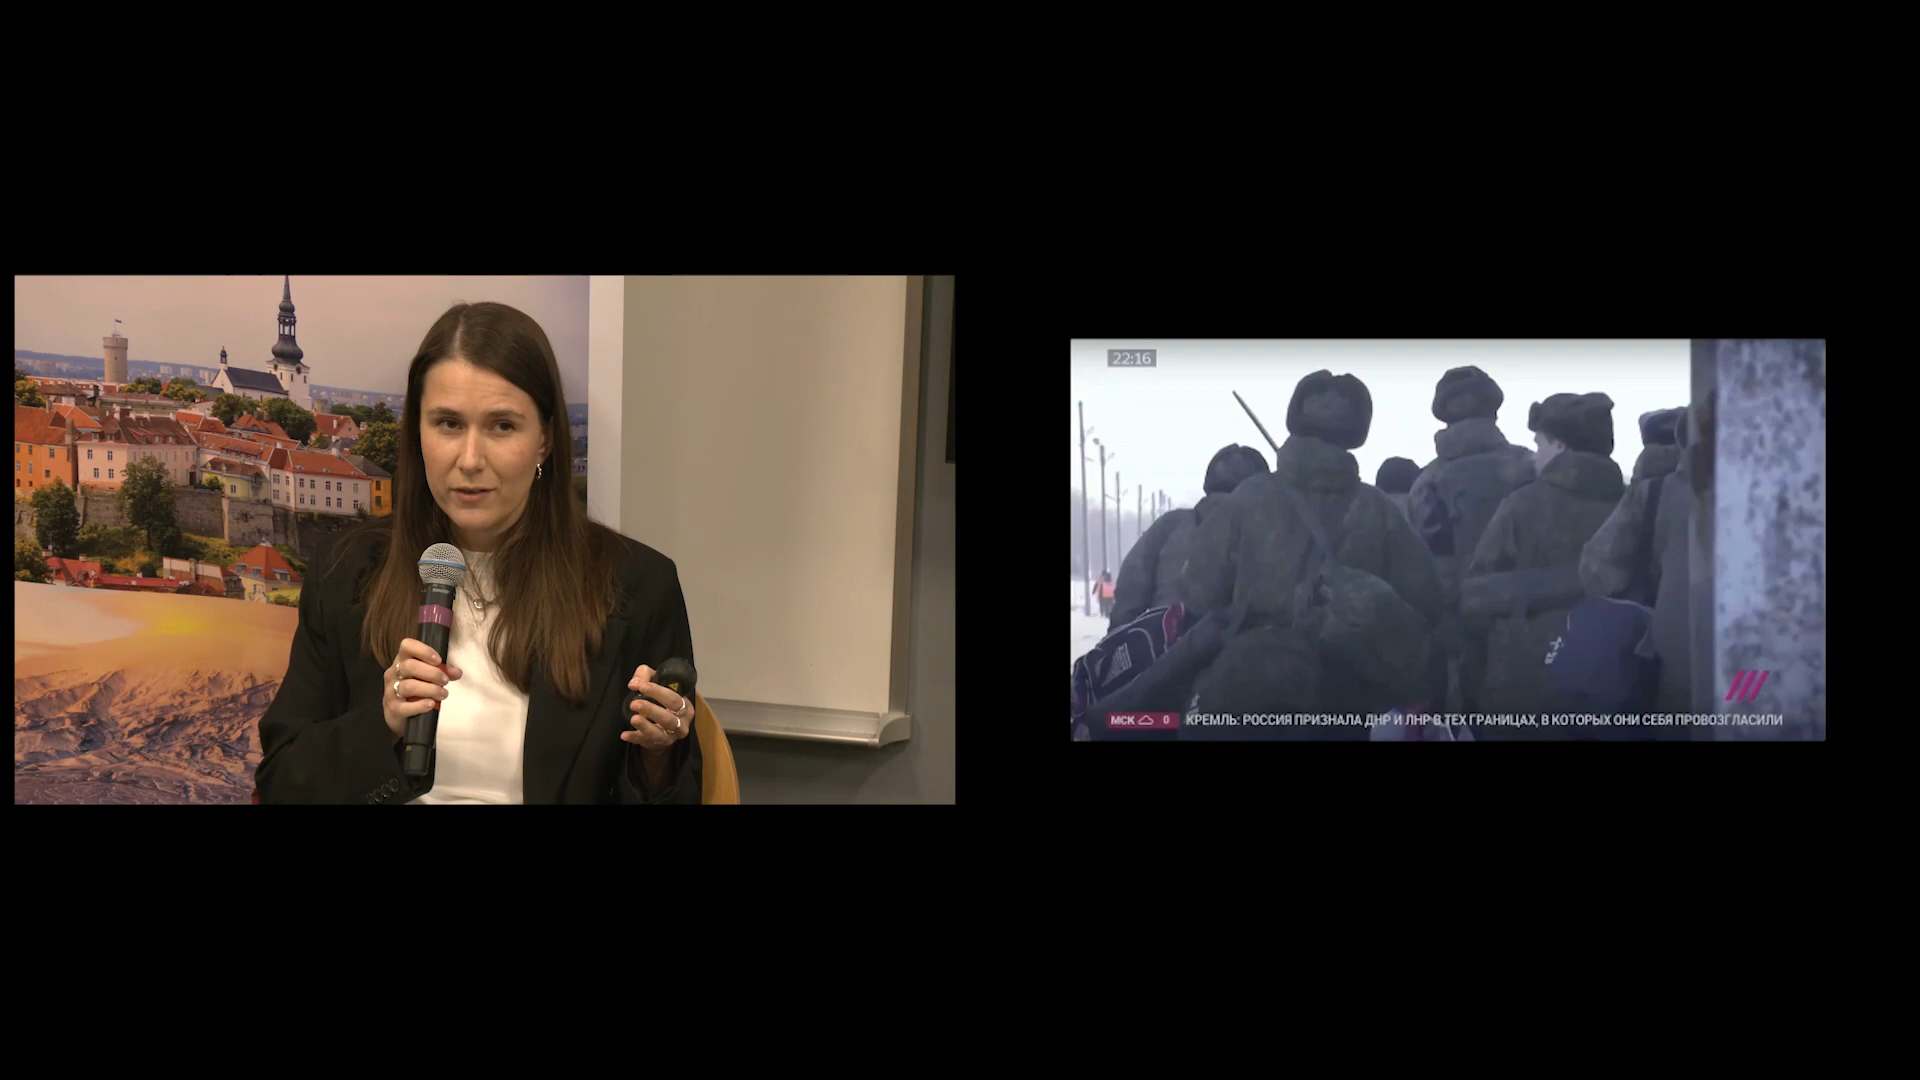 22:16
МСК 0
КРЕМЛЬ: РОССИЯ ПРИЗНАЛА ДНР И ЛНР В ТЕХ ГРАНИЦАХ, В КОТОРЫХ ОНИ СЕБЯ ПРОВОЗГЛАСИЛИ